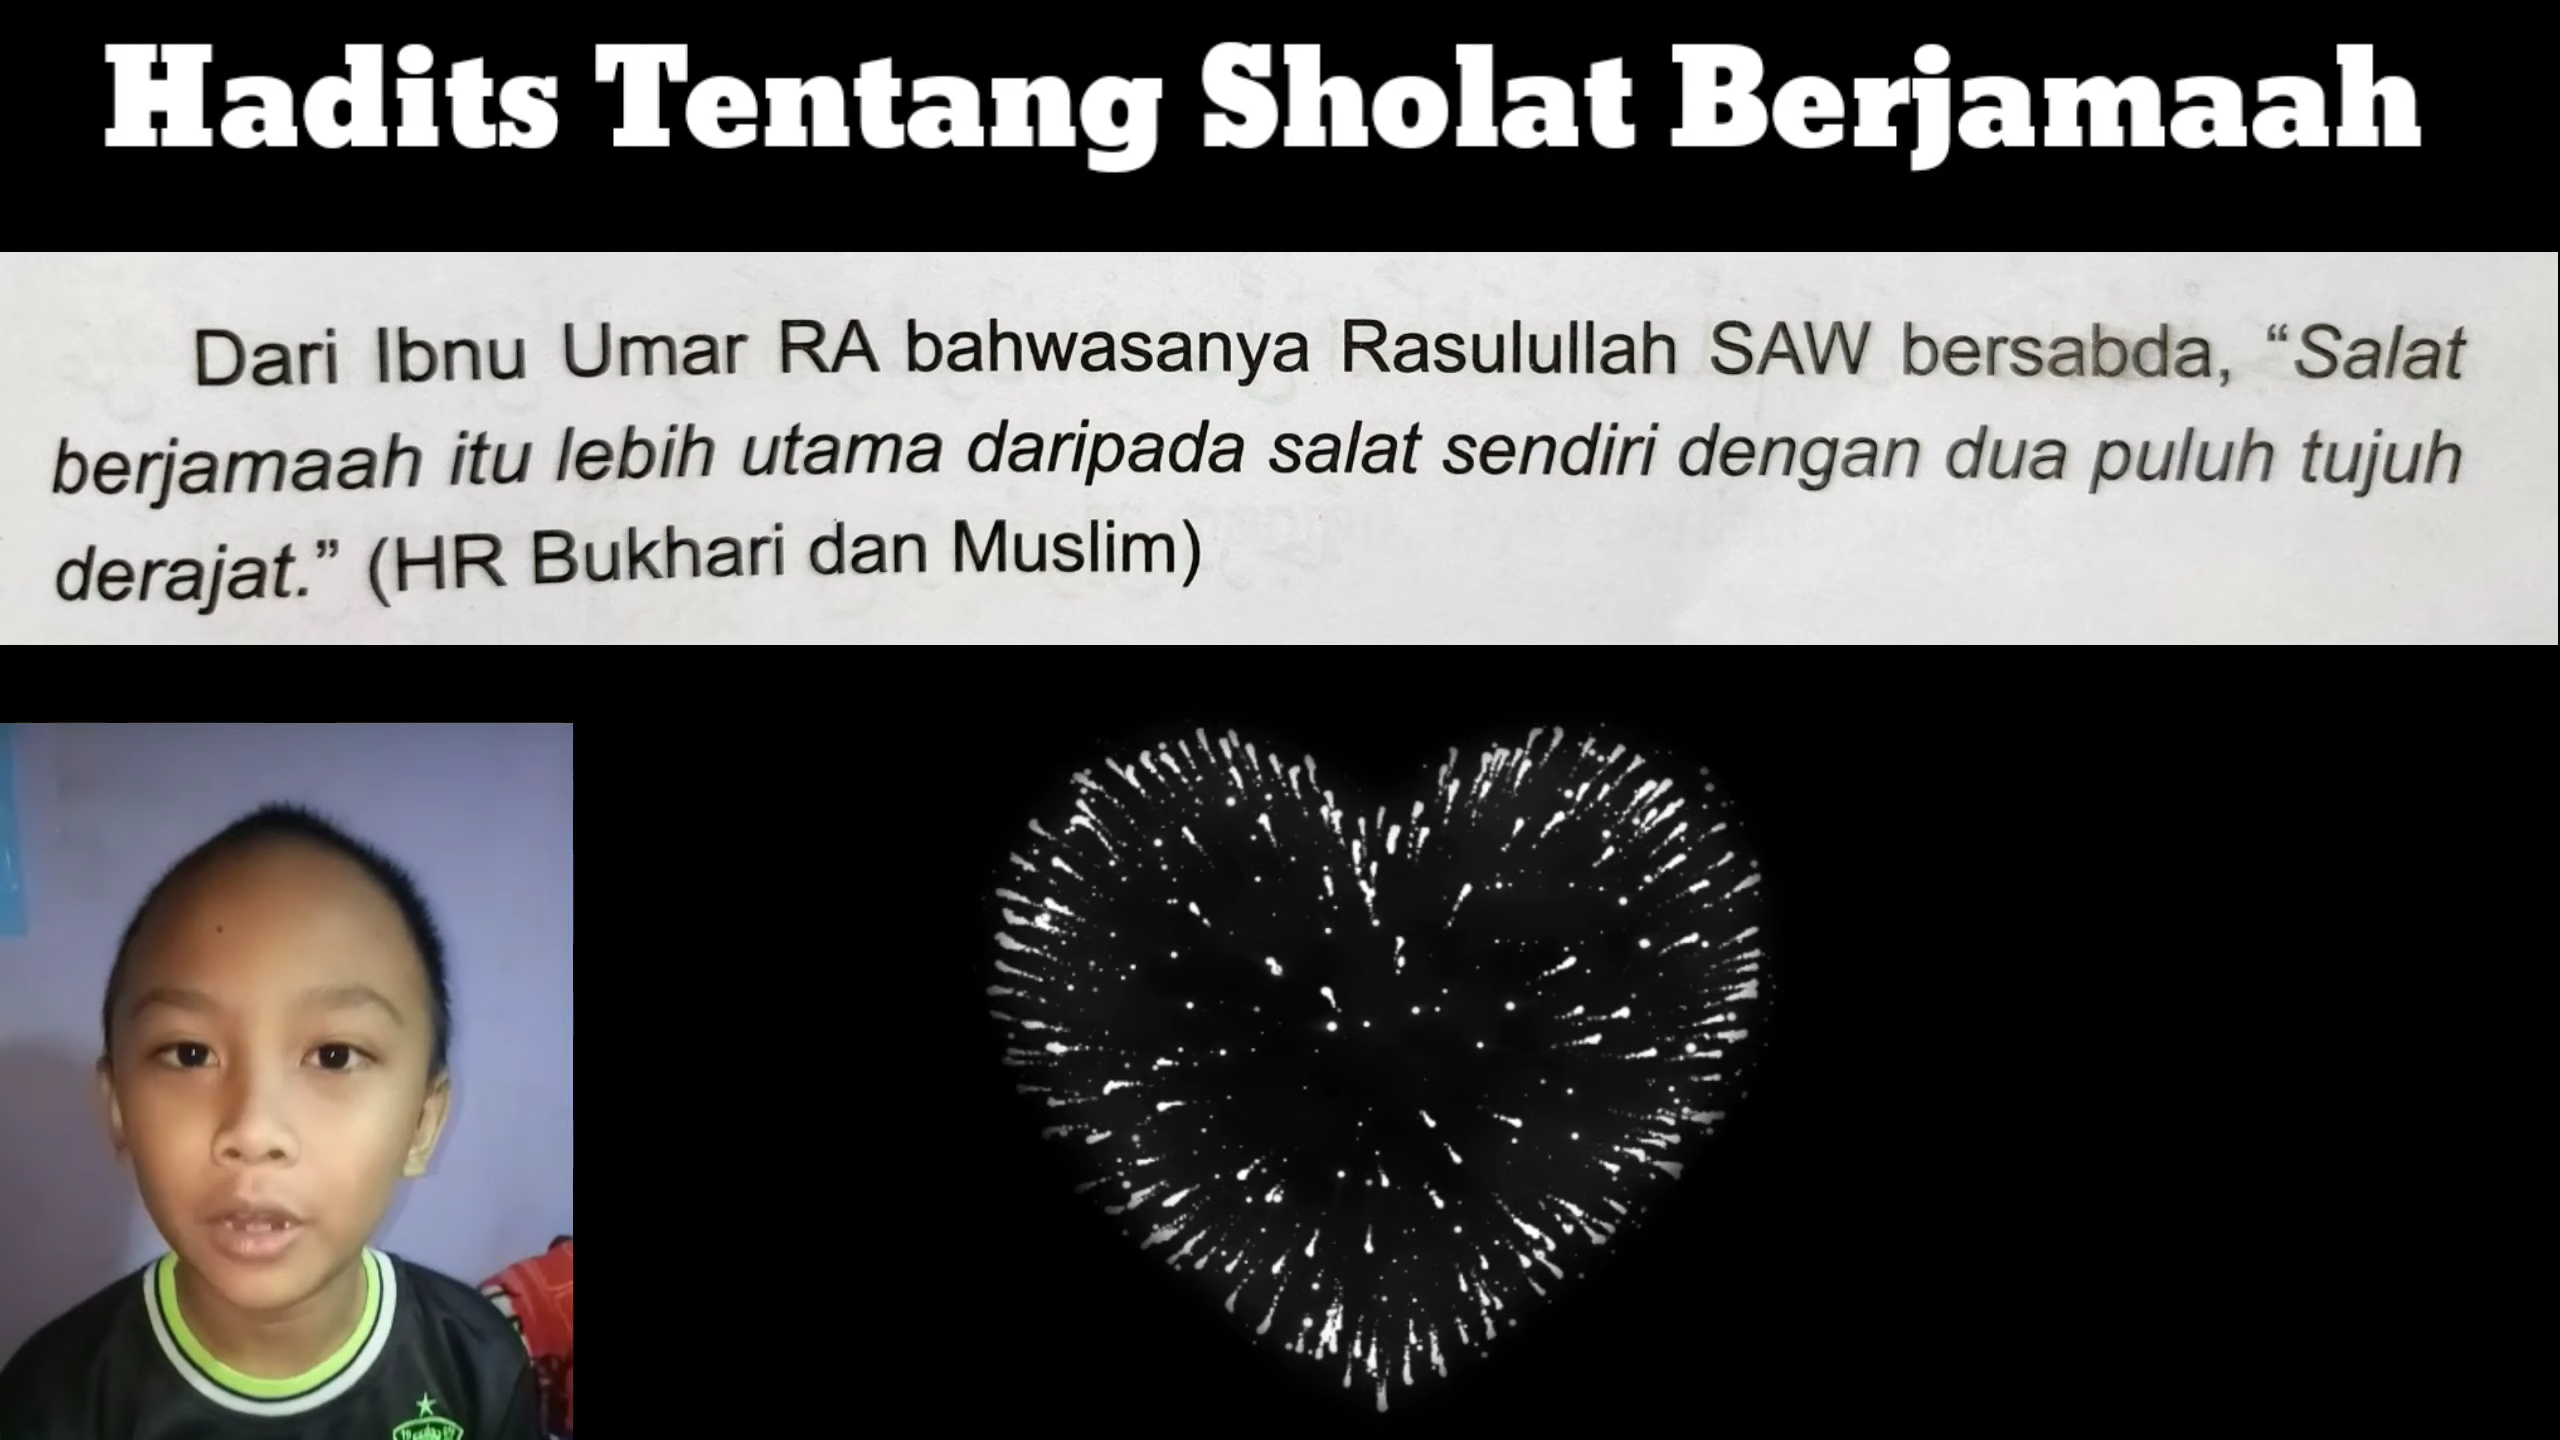 Hadits Tentang Sholat Berjamaah
Dari Ibnu Umar RA bahwasanya Rasulullah SAW bersabda, “Salat
berjamaah itu lebih utama daripada salat sendiri dengan dua puluh tujuh
derajat.” (HR Bukhari dan Muslim)